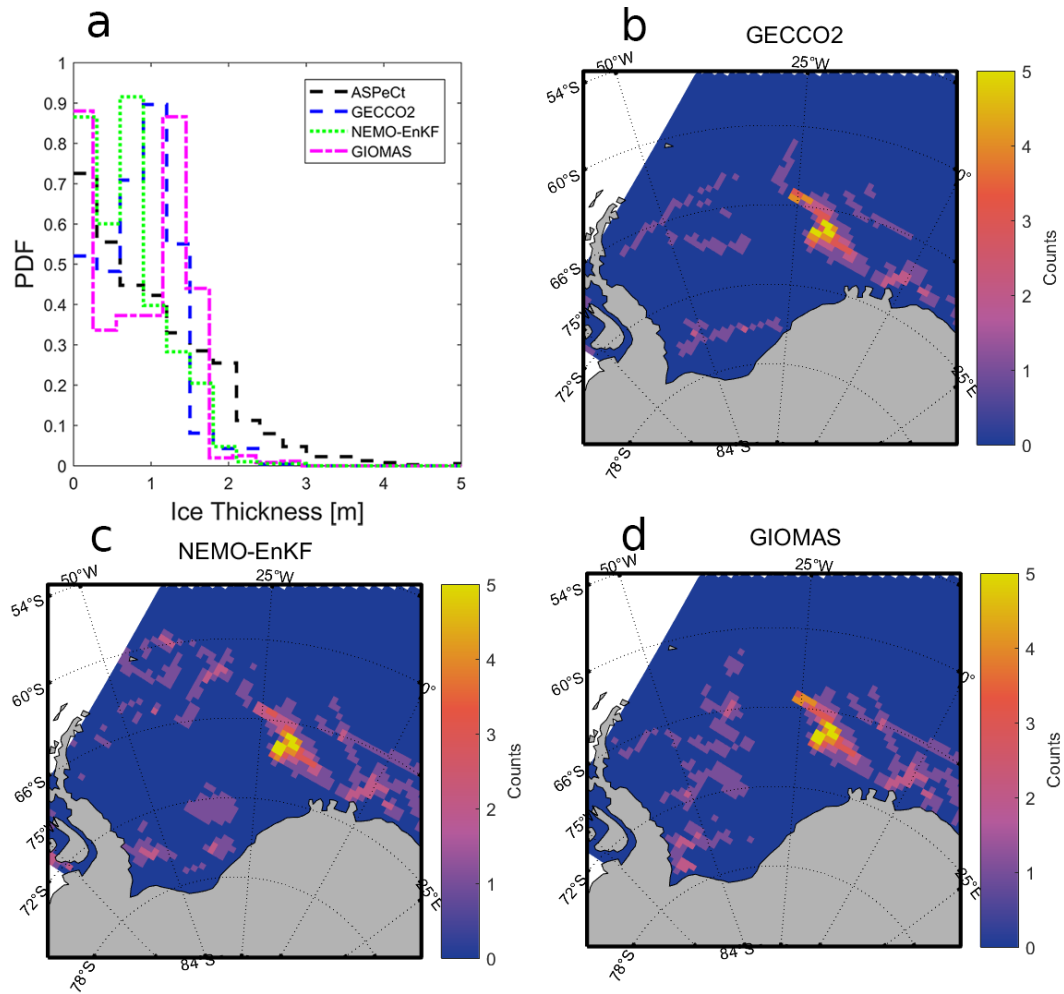 a
1
0.9
0.8
0.7
0.6
0.5
0.4
0.3
0.2
0.1
0
PDF
0 1 2 3 4 5
Ice Thickness [m]
ASPeCt
GECCO2
NEMO-EnKF
GIOMAS
b
GECCO2
50°W
25°W
54°S
60°S
0°
66°S
75°W
72°S
25°E
78°S
84°S
5
4
3
2
1
0
Counts
c
NEMO-EnKF
50°W
25°W
54°S
60°S
0°
66°S
75°W
72°S
25°E
78°S
84°S
5
4
3
2
1
0
Counts
d
GIOMAS
50°W
25°W
54°S
60°S
0°
66°S
75°W
72°S
25°E
78°S
84°S
5
4
3
2
1
0
Counts